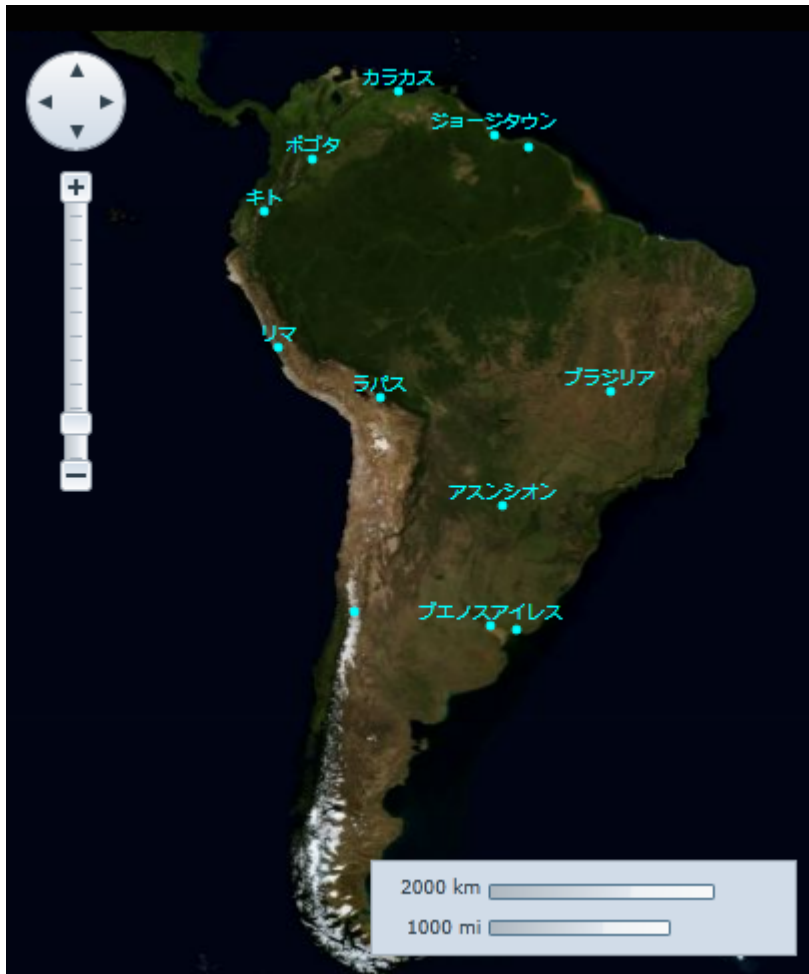 カラカス
ジョージタウン
ボゴタ
キト
リマ
ラパス
ブラジリア
アスンシオン
ブエノスアイレス
2000 km
1000 mi